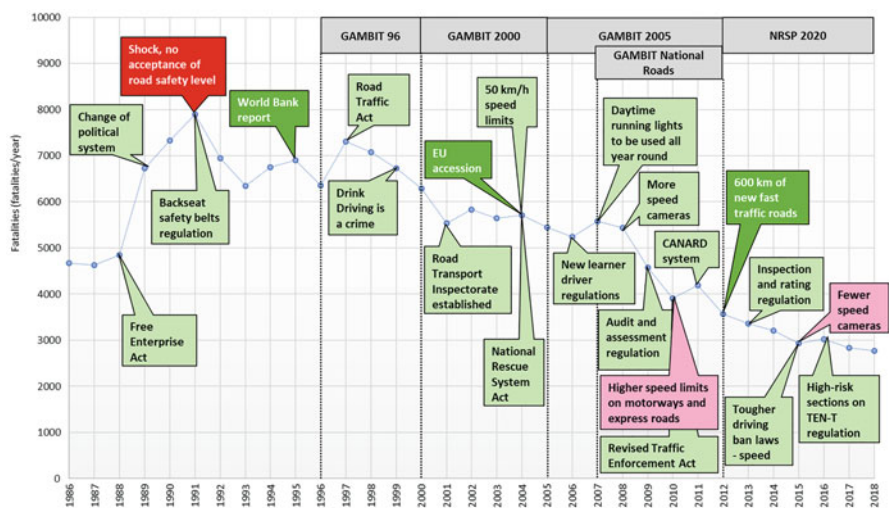 GAMBIT 96
GAMBIT 2000
GAMBIT 2005
NRSP 2020
GAMBIT National
Roads
Fatalities (fatalities/year)
10000
9000
8000
7000
6000
5000
4000
3000
2000
1000
0
Shock, no
acceptance of
road safety level
Change of
political
system
World Bank
report
Road
Traffic
Act
50 km/h
speed
limits
Daytime
running lights
to be used all
year round
Backseat
safety belts
regulation
Drink
Driving is
a crime
EU
accession
More
speed
cameras
600 km of
new fast
traffic roads
Free
Enterprise
Act
Road
Transport
Inspectorate
established
New learner
driver
regulations
CANARD
system
Inspection
and rating
regulation
Fewer
speed
cameras
National
Rescue
System
Act
Audit and
assessment
regulation
Higher speed limits
on motorways and
express roads
Revised Traffic
Enforcement Act
Tougher
driving
ban laws
- speed
High-risk
sections on
TEN-T
regulation
1986
1987
1988
1989
1990
1991
1992
1993
1994
1995
1996
1997
1998
1999
2000
2001
2002
2003
2004
2005
2006
2007
2008
2009
2010
2011
2012
2013
2014
2015
2016
2017
2018